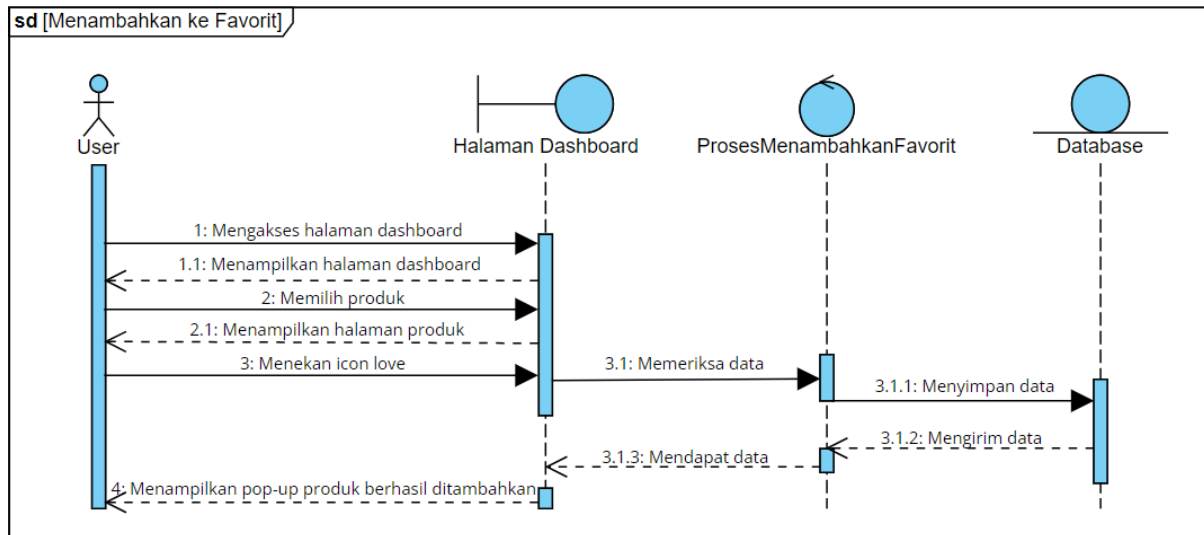 sd [Menambahkan ke Favorit]
User
Halaman Dashboard
ProsesMenambahkanFavorit
Database
1: Mengakses halaman dashboard
1.1: Menampilkan halaman dashboard
2: Memilih produk
2.1: Menampilkan halaman produk
3: Menekan icon love
3.1: Memeriksa data
3.1.1: Menyimpan data
3.1.2: Mengirim data
3.1.3: Mendapat data
4: Menampilkan pop-up produk berhasil ditambahkan